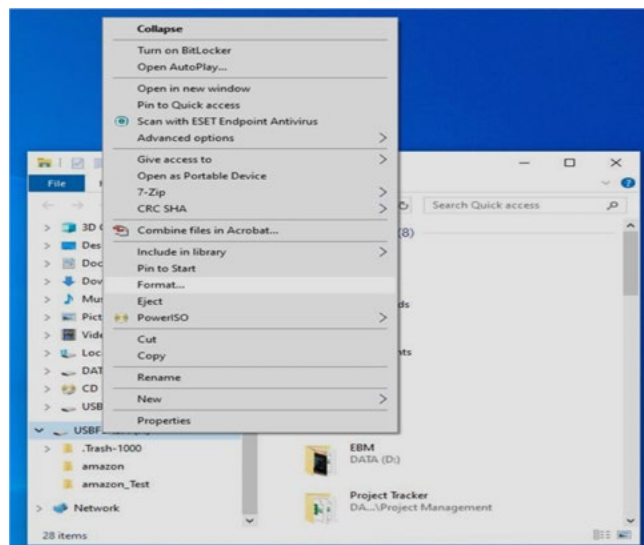 Collapse
Turn on BitLocker
Open AutoPlay...
Open in new window
Pin to Quick access
Scan with ESET Endpoint Antivirus
Advanced options
Give access to
Open as Portable Device
7-Zip
CRC SHA
Combine files in Acrobat...
Include in library
Pin to Start
Format...
Eject
PowerISO
Cut
Copy
Rename
New
Properties
File
Search Quick access
3D
(8)
Des
Doc
Dow
Mus
ds
Pict
Vide
Loc
nts
DAT
CD
USB
USBF
.Trash-1000
amazon
amazon_Test
Network
EBM
DATA (D:)
Project Tracker
DA...\Project Management
28 items